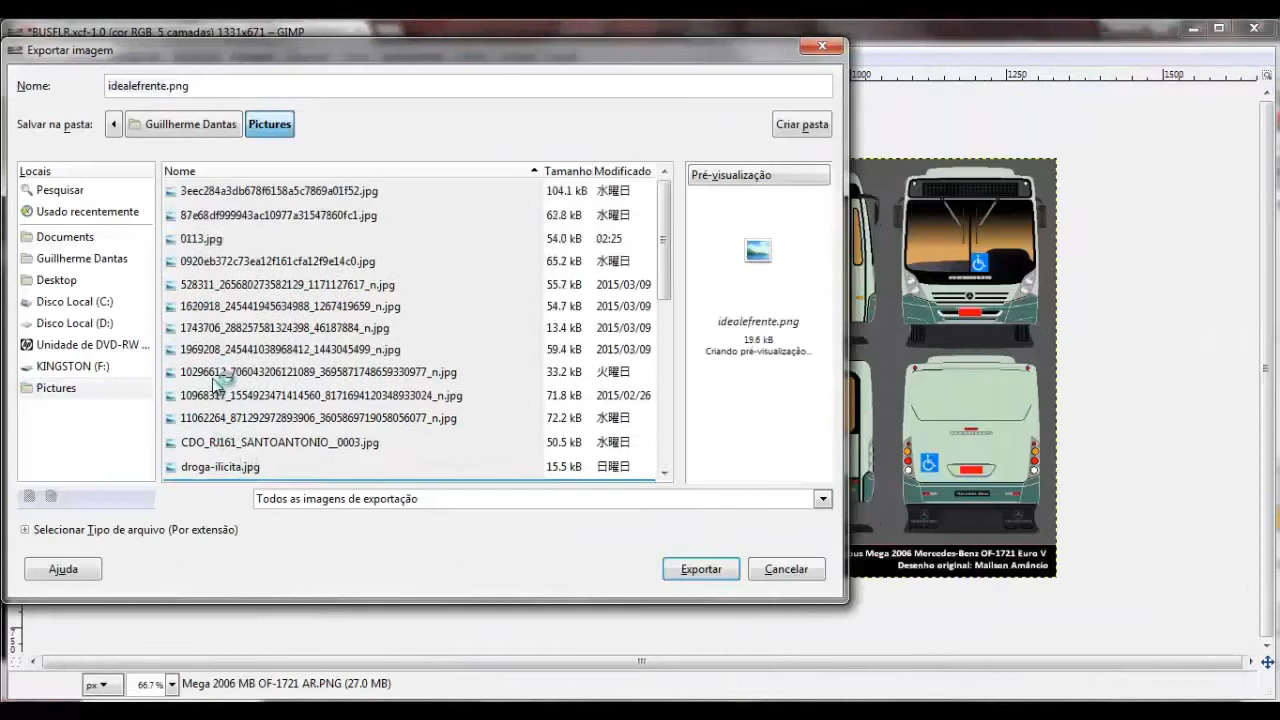 *BUSFLR.xcf-1.0 (cor RGB, 5 camadas) 1331x671 – GIMP
Exportar imagem
Nome: idealefrente.png
Salvar na pasta: Guillherme Dantas Pictures Criar pasta
Locais
Pesquisar
Usado recentemente
Documents
Guilherme Dantas
Desktop
Disco Local (C:)
Disco Local (D:)
Unidade de DVD-RW ...
KINGSTON (F:)
Pictures
Nome Tamanho Modificado
3eec284a3db678f6158a5c7869a01f52.jpg 104.1 kB 水曜日
87e68df999943ac10977a31547860fc1.jpg 62.8 kB 水曜日
0113.jpg 54.0 kB 02:25
0920eb372c73ea12f161cfa12f9e14c0.jpg 65.2 kB 水曜日
528311_265680273582129_1171127617_n.jpg 55.7 kB 2015/03/09
1620918_245441945634988_1267419659_n.jpg 54.7 kB 2015/03/09
1743706_288257581324398_46187884_n.jpg 13.4 kB 2015/03/09
1969208_245441038968412_1443045499_n.jpg 59.4 kB 2015/03/09
10296612_706043206121089_3695871748659330977_n.jpg 33.2 kB 火曜日
10968317_1554923471414560_8171694120348933024_n.jpg 71.8 kB 2015/02/26
11062264_871292972893906_3605869719058056077_n.jpg 72.2 kB 水曜日
CDO_RJ161_SANTOANTONIO__0003.jpg 50.5 kB 水曜日
droga-ilicita.jpg 15.5 kB 日曜日
Pré-visualização
idealefrente.png
19.6 kB
Criando pré-visualização...
Todos as imagens de exportação
Selecionar Tipo de arquivo (Por extensão)
Ajuda Exportar Cancelar
1000 1250 1500
Mercedes-Benz
Mega 2006 Mercedes-Benz OF-1721 Euro V
Desenho original: Mailson Amâncio
750
px 66.7 % Mega 2006 MB OF-1721 AR.PNG (27.0 MB)